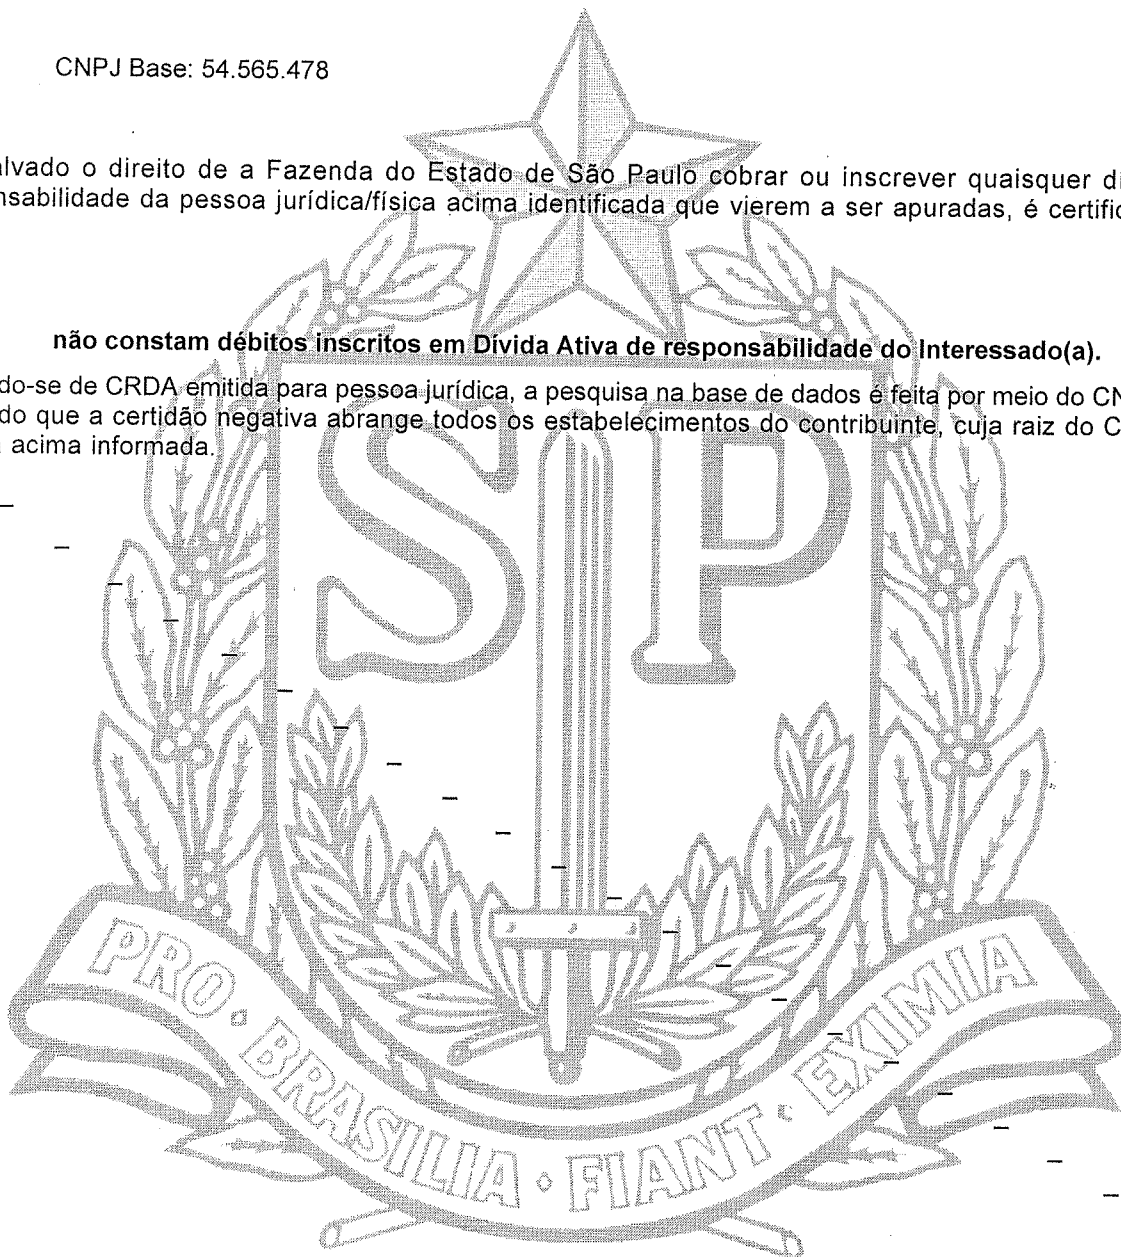 CNPJ Base: 54.565.478
lvado o direito de a Fazenda do Estado de São Paulo cobrar ou inscrever quaisquer d
nsabilidade da pessoa jurídica/física acima identificada que vierem a ser apuradas, é certific
não constam débitos inscritos em Dívida Ativa de responsabilidade do Interessado(a).
do-se de CRDA emitida para pessoa jurídica, a pesquisa na base de dados é feita por meio do CN
do que a certidão negativa abrange todos os estabelecimentos do contribuinte, cuja raiz do C
acima informada.
SP
PRO · BRASILIA · FIANT · EXIMIA